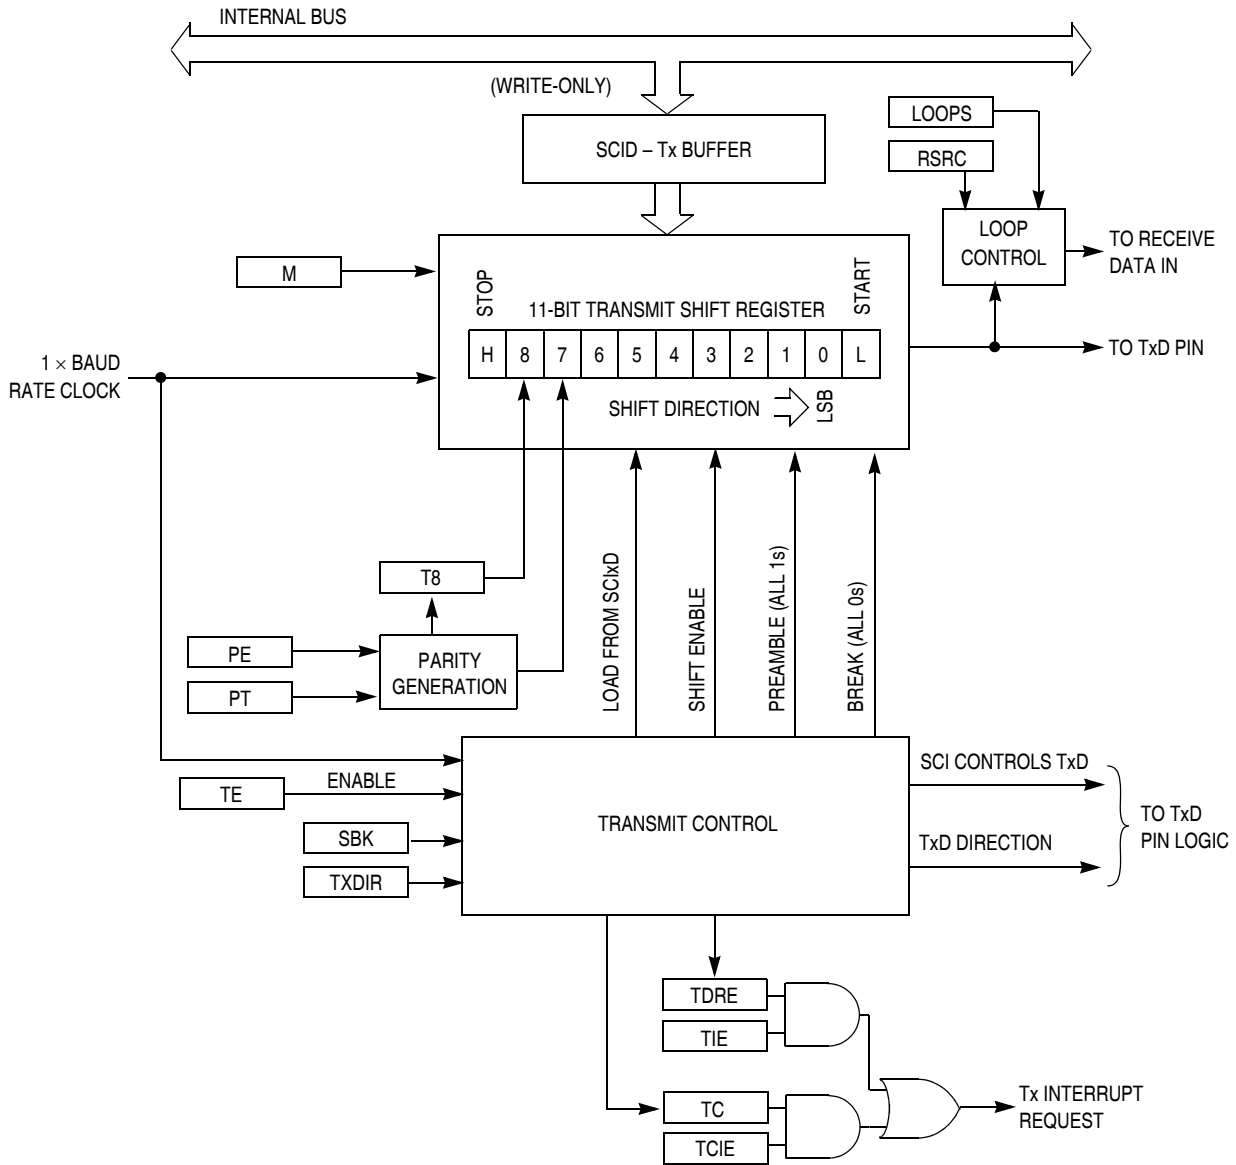 INTERNAL BUS
(WRITE-ONLY)
SCID – Tx BUFFER
LOOPS
RSRC
LOOP
CONTROL
TO RECEIVE
DATA IN
M
STOP
11-BIT TRANSMIT SHIFT REGISTER
START
H 8 7 6 5 4 3 2 1 0 L
TO TxD PIN
1 × BAUD
RATE CLOCK
SHIFT DIRECTION
LSB
T8
PE
PT
PARITY
GENERATION
LOAD FROM SCIxD
SHIFT ENABLE
PREAMBLE (ALL 1s)
BREAK (ALL 0s)
TE
ENABLE
SBK
TXDIR
TRANSMIT CONTROL
SCI CONTROLS TxD
TxD DIRECTION
TO TxD
PIN LOGIC
TDRE
TIE
TC
TCIE
Tx INTERRUPT
REQUEST